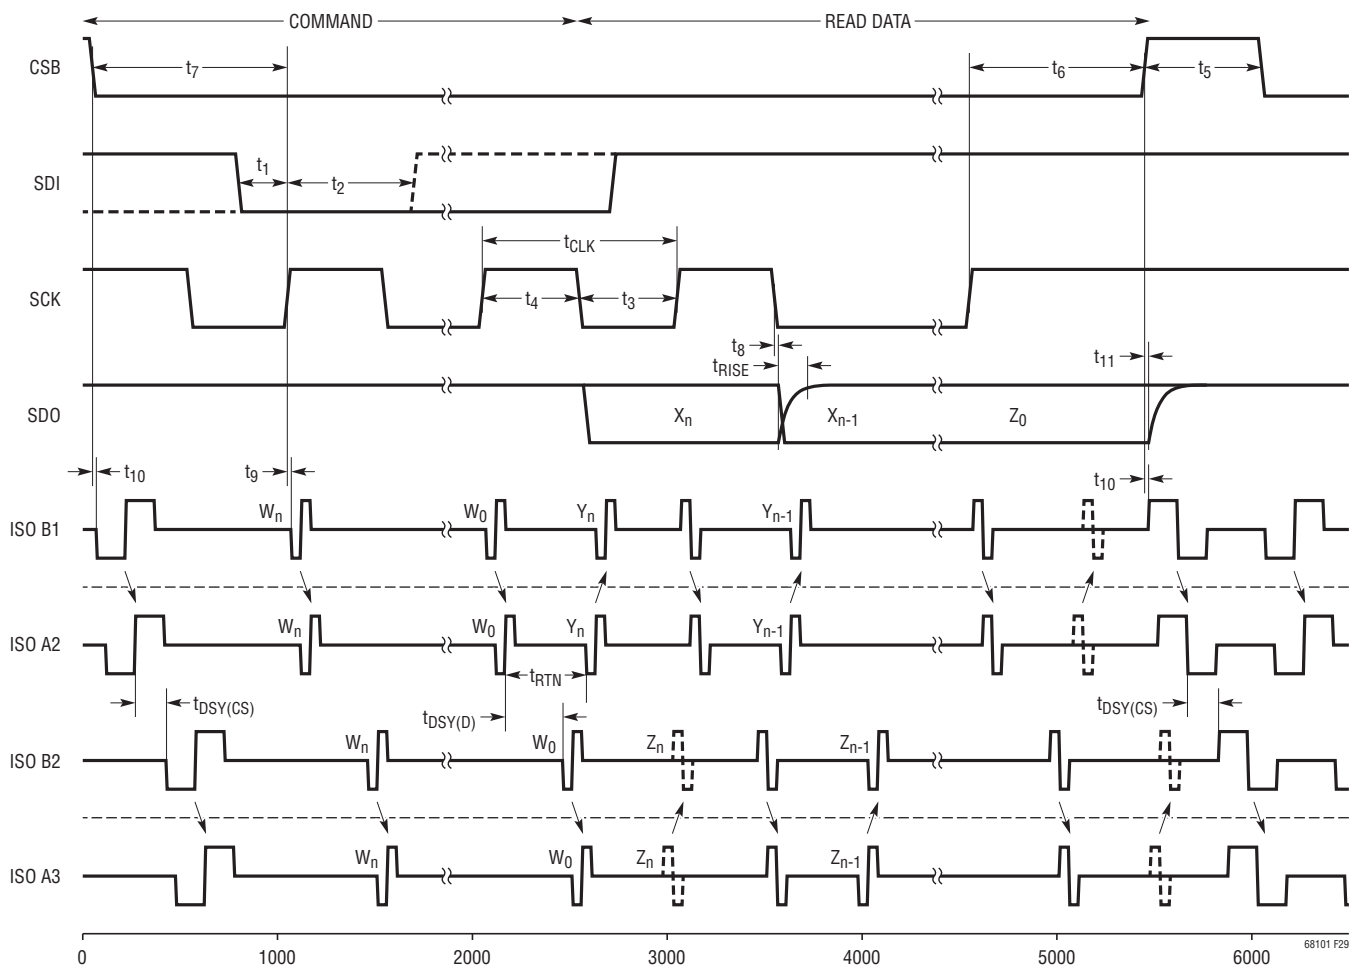 COMMAND READ DATA
CSB t7 t6 t5
SDI t1 t2
tCLK
SCK t4 t3
t8
tRISE t11
SDO Xn Xn-1 Z0
t10 t9 t10
ISO B1 Wn W0 Yn Yn-1
ISO A2 Wn W0 Yn Yn-1
tRTN
tDSY(CS) tDSY(D) tDSY(CS)
ISO B2 Wn W0 Zn Zn-1
ISO A3 Wn W0 Zn Zn-1
68101 F29
0 1000 2000 3000 4000 5000 6000